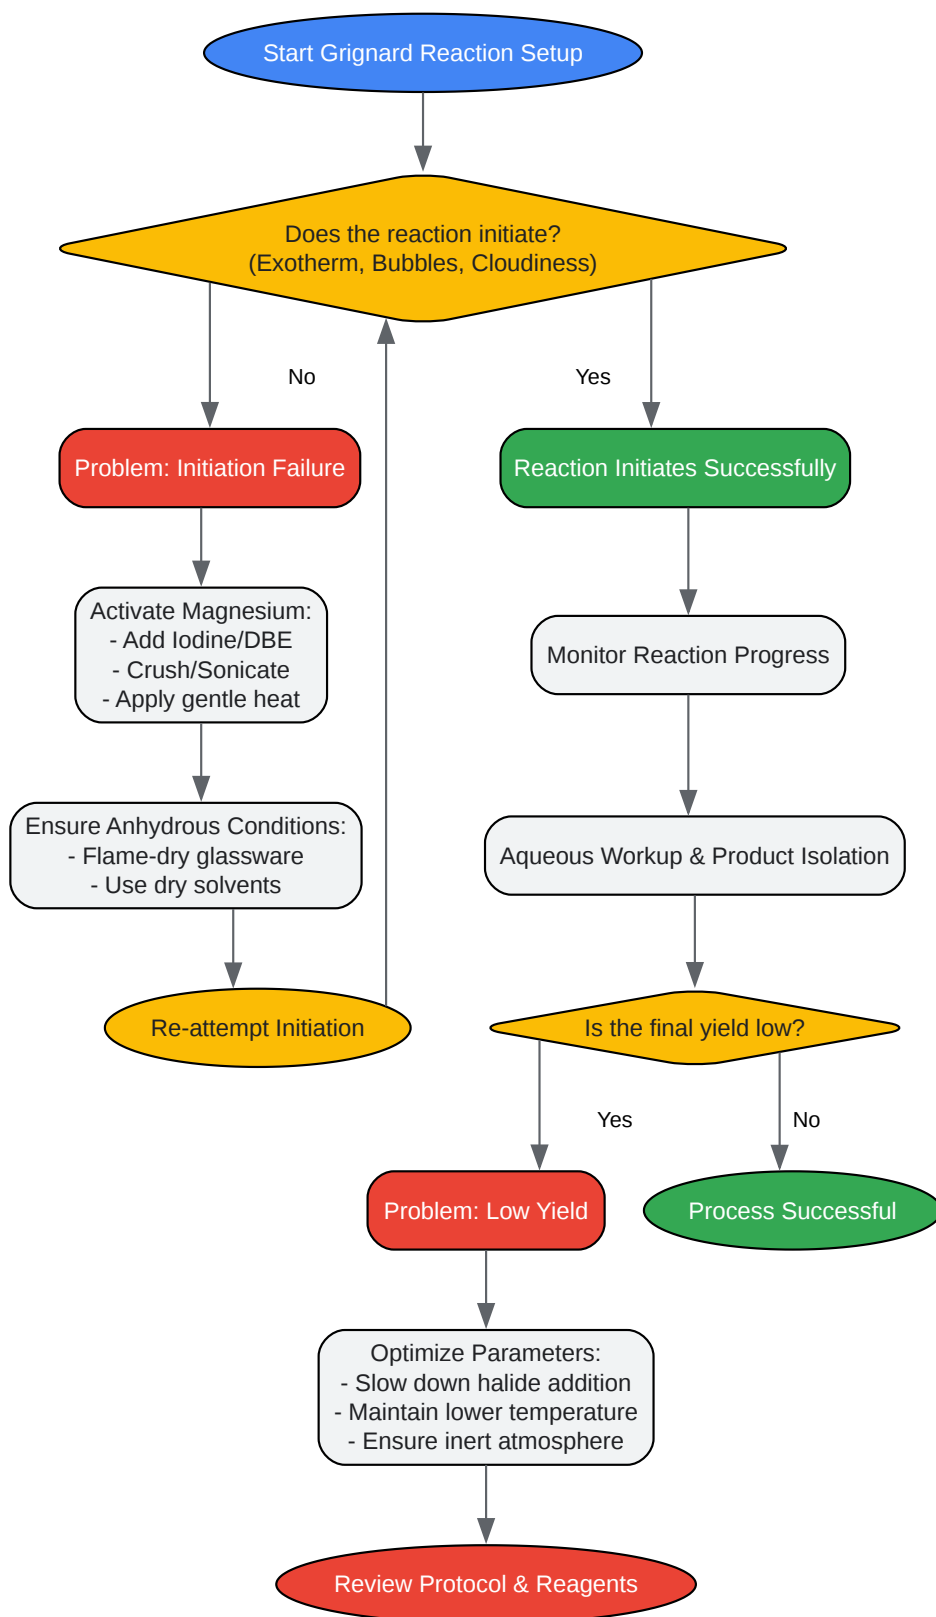 Start Grignard Reaction Setup
Does the reaction initiate?
(Exotherm, Bubbles, Cloudiness)
No
Yes
Problem: Initiation Failure
Reaction Initiates Successfully
Activate Magnesium:
- Add Iodine/DBE
- Crush/Sonicate
- Apply gentle heat
Monitor Reaction Progress
Ensure Anhydrous Conditions:
- Flame-dry glassware
- Use dry solvents
Aqueous Workup & Product Isolation
Re-attempt Initiation
Is the final yield low?
Yes
No
Problem: Low Yield
Process Successful
Optimize Parameters:
- Slow down halide addition
- Maintain lower temperature
- Ensure inert atmosphere
Review Protocol & Reagents